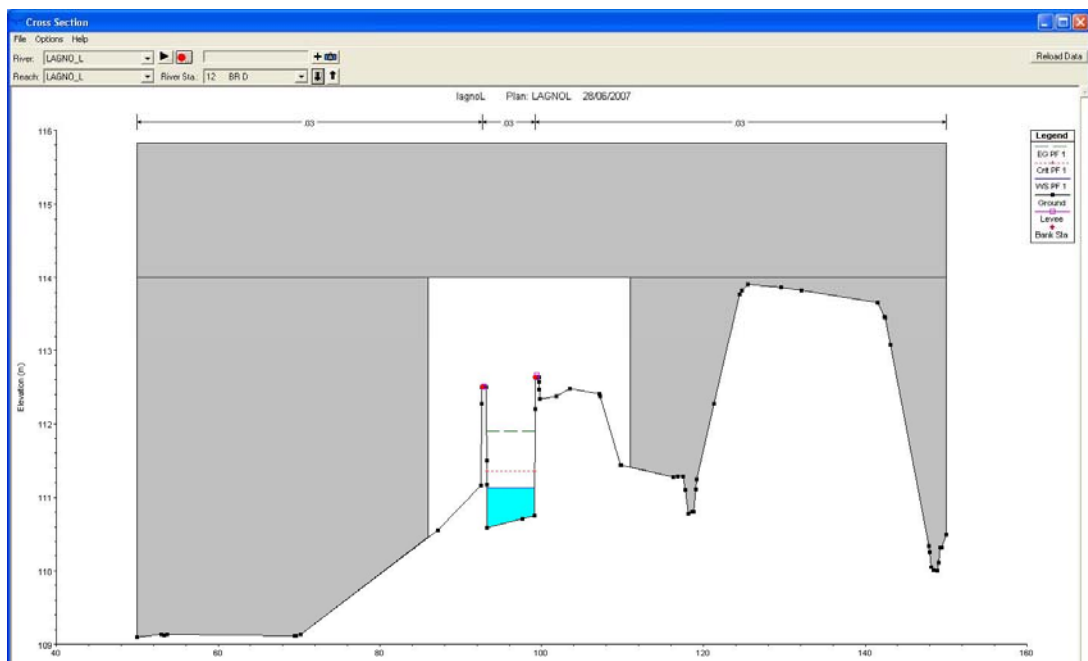 Cross Section
File Options Help
River: LAGNO_L
Reload Data
Reach: LAGNO_L River Sta.: 12 BR D
lagnoL Plan: LAGNOL 28/06/2007
.03 .03 .03
Legend
EG PF 1
Crit PF 1
WS PF 1
Ground
Levee
Bank Sta
Elevation (m)
116
115
114
113
112
111
110
109
40 60 80 100 120 140 160